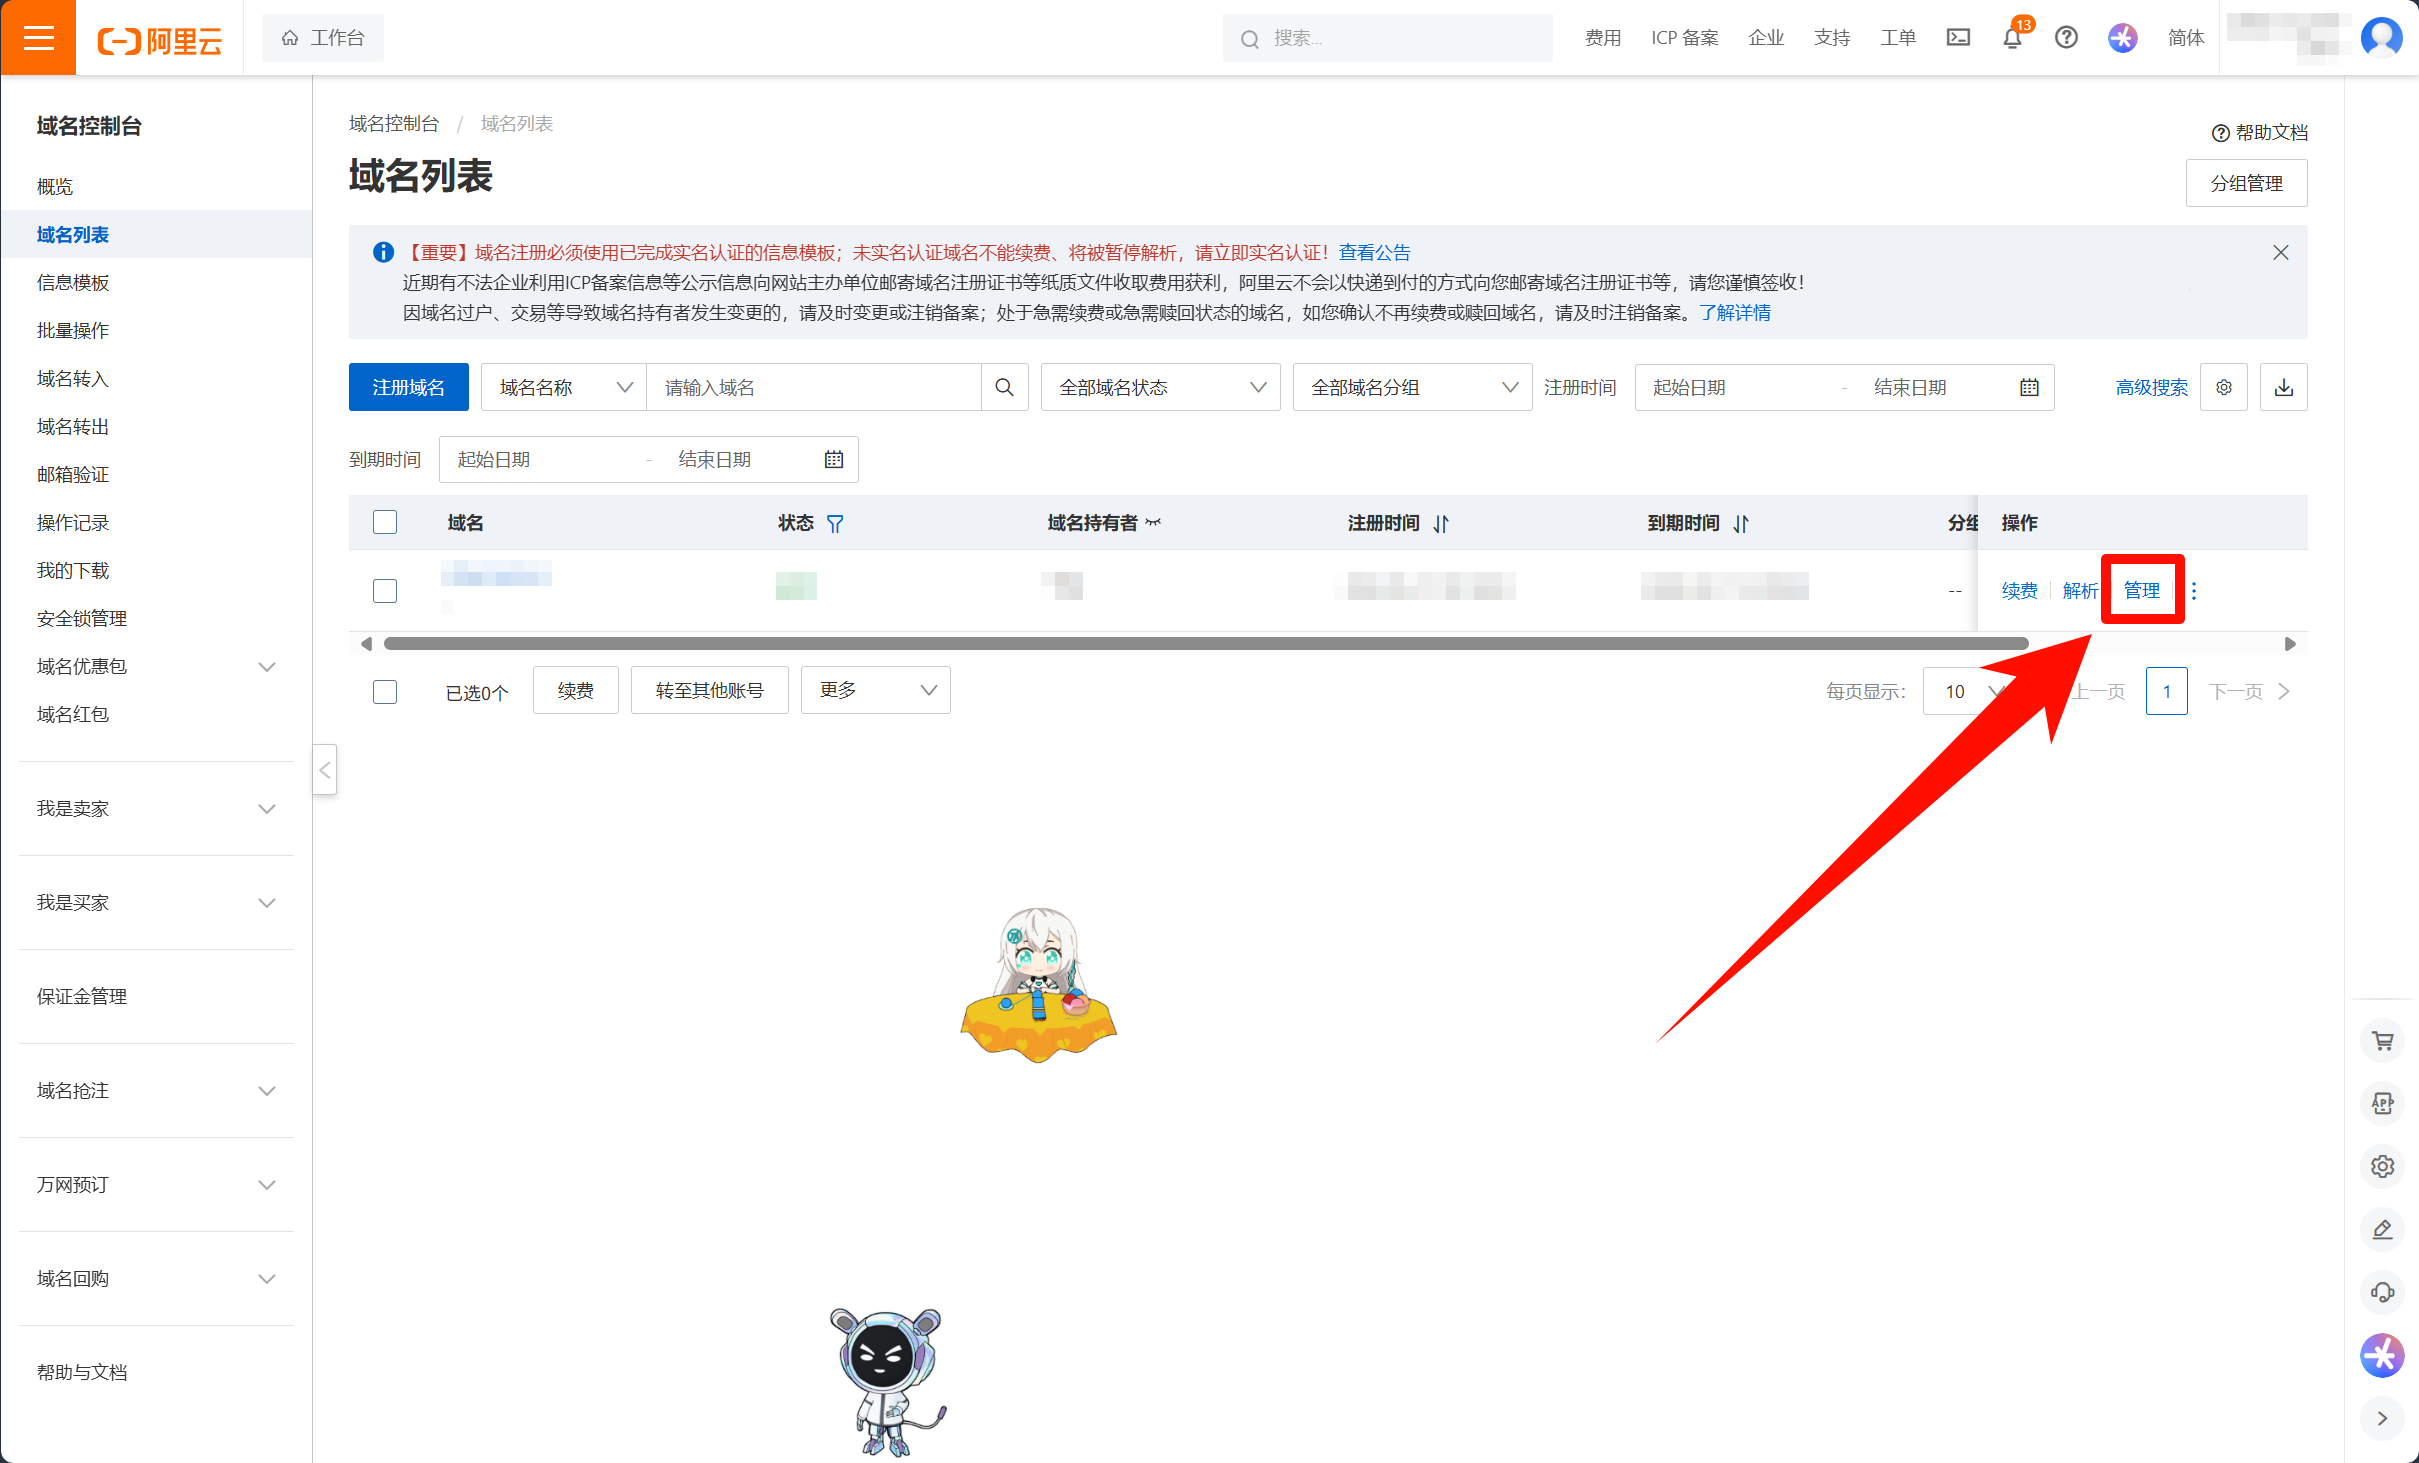 阿里云
工作台
搜索...
费用
ICP 备案
企业
支持
工单
13
简体
域名控制台
概览
域名列表
信息模板
批量操作
域名转入
域名转出
邮箱验证
操作记录
我的下载
安全锁管理
域名优惠包
域名红包
我是卖家
我是买家
保证金管理
域名抢注
万网预订
域名回购
帮助与文档
域名控制台 / 域名列表
帮助文档
域名列表
分组管理
【重要】域名注册必须使用已完成实名认证的信息模板；未实名认证域名不能续费、将被暂停解析，请立即实名认证！查看公告
近期有不法企业利用ICP备案信息等公示信息向网站主办单位邮寄域名注册证书等纸质文件收取费用获利，阿里云不会以快递到付的方式向您邮寄域名注册证书等，请您谨慎签收！
因域名过户、交易等导致域名持有者发生变更的，请及时变更或注销备案；处于急需续费或急需赎回状态的域名，如您确认不再续费或赎回域名，请及时注销备案。了解详情
注册域名
域名名称
请输入域名
全部域名状态
全部域名分组
注册时间
起始日期 - 结束日期
高级搜索
到期时间
起始日期 - 结束日期
域名
状态
域名持有者
注册时间
到期时间
分组
操作
--
续费
解析
管理
已选0个
续费
转至其他账号
更多
每页显示：
10
上一页
1
下一页
APP